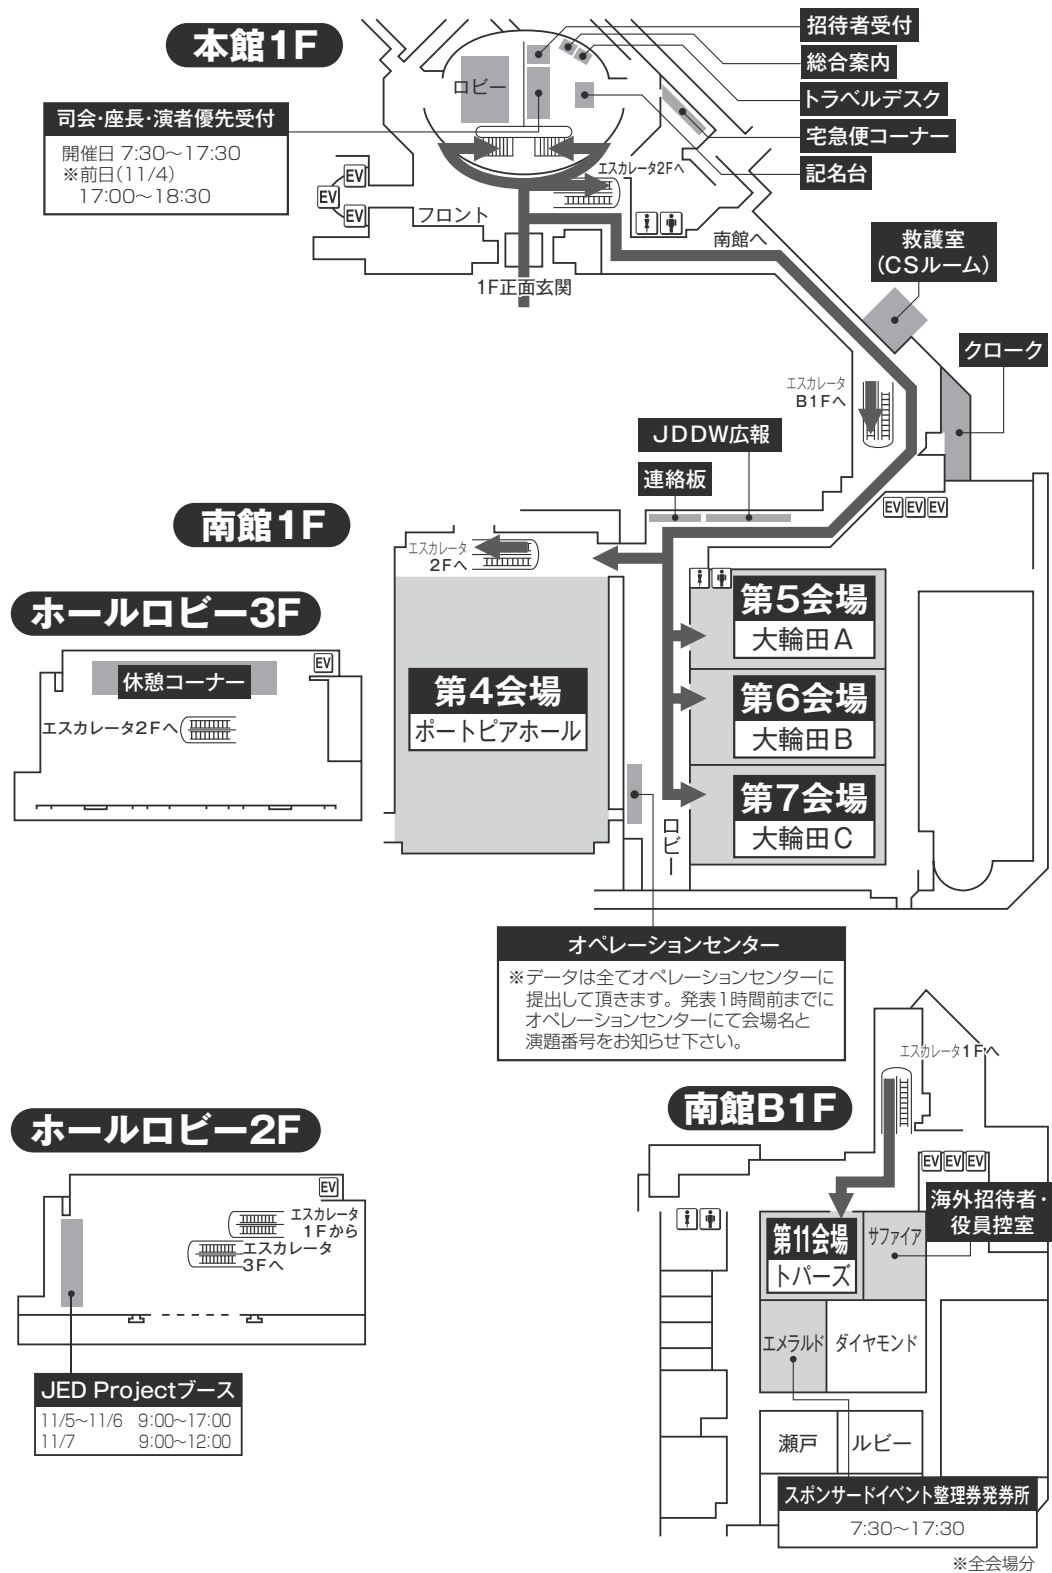 本館1F
招待者受付
総合案内
トラベルデスク
宅急便コーナー
記名台
ロビー
司会・座長・演者優先受付
開催日 7:30～17:30
※前日(11/4)
17:00～18:30
EV
EV
EV
エスカレータ2Fへ
フロント
南館へ
1F正面玄関
救護室
(CSルーム)
クローク
エスカレータ
B1Fへ
JDDW広報
連絡板
EV EV EV
南館1F
エスカレータ
2Fへ
第5会場
大輪田A
第6会場
大輪田B
第7会場
大輪田C
第4会場
ポートピアホール
ロビー
ホールロビー3F
EV
休憩コーナー
エスカレータ2Fへ
オペレーションセンター
※データは全てオペレーションセンターに
提出して頂きます。発表1時間前までに
オペレーションセンターにて会場名と
演題番号をお知らせ下さい。
ホールロビー2F
EV
エスカレータ
1Fから
エスカレータ
3Fへ
JED Projectブース
11/5～11/6 9:00～17:00
11/7 9:00～12:00
南館B1F
エスカレータ1Fへ
EV EV EV
海外招待者・
役員控室
第11会場
トパーズ
サファイア
エメラルド
ダイヤモンド
瀬戸
ルビー
スポンサードイベント整理券発券所
7:30～17:30
※全会場分